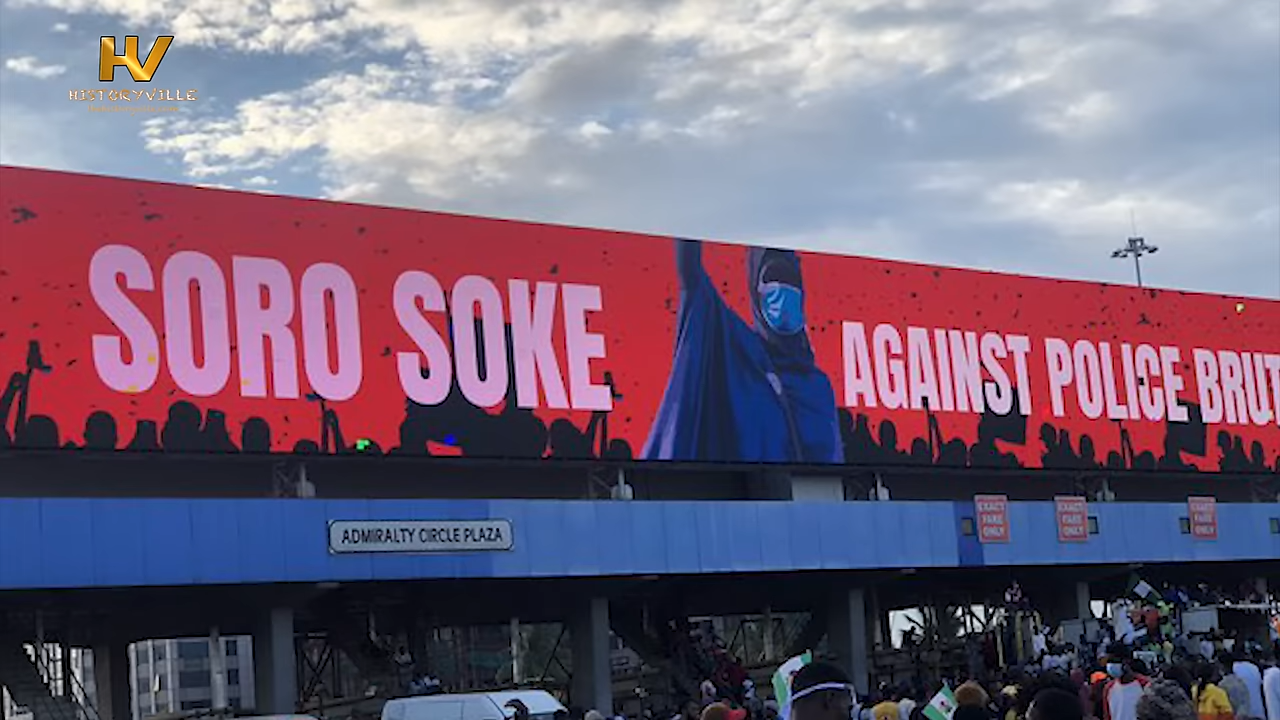 HV
HISTORYVILLE
SORO SOKE
AGAINST POLICE BRUT
ADMIRALTY CIRCLE PLAZA
EXACT
FARE
ONLY
EXACT
FARE
ONLY
EXACT
FARE
ONLY